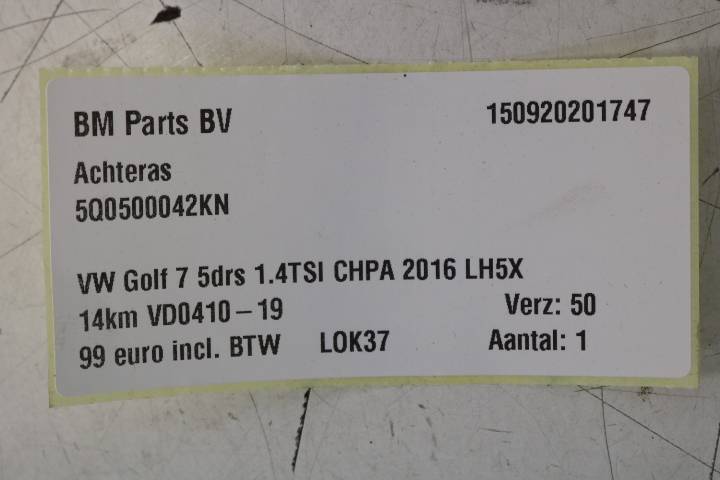 BM Parts BV 150920201747
Achteras
5Q0500042KN
VW Golf 7 5drs 1.4TSI CHPA 2016 LH5X
14km VD0410-19 Verz: 50
99 euro incl. BTW LOK37 Aantal: 1